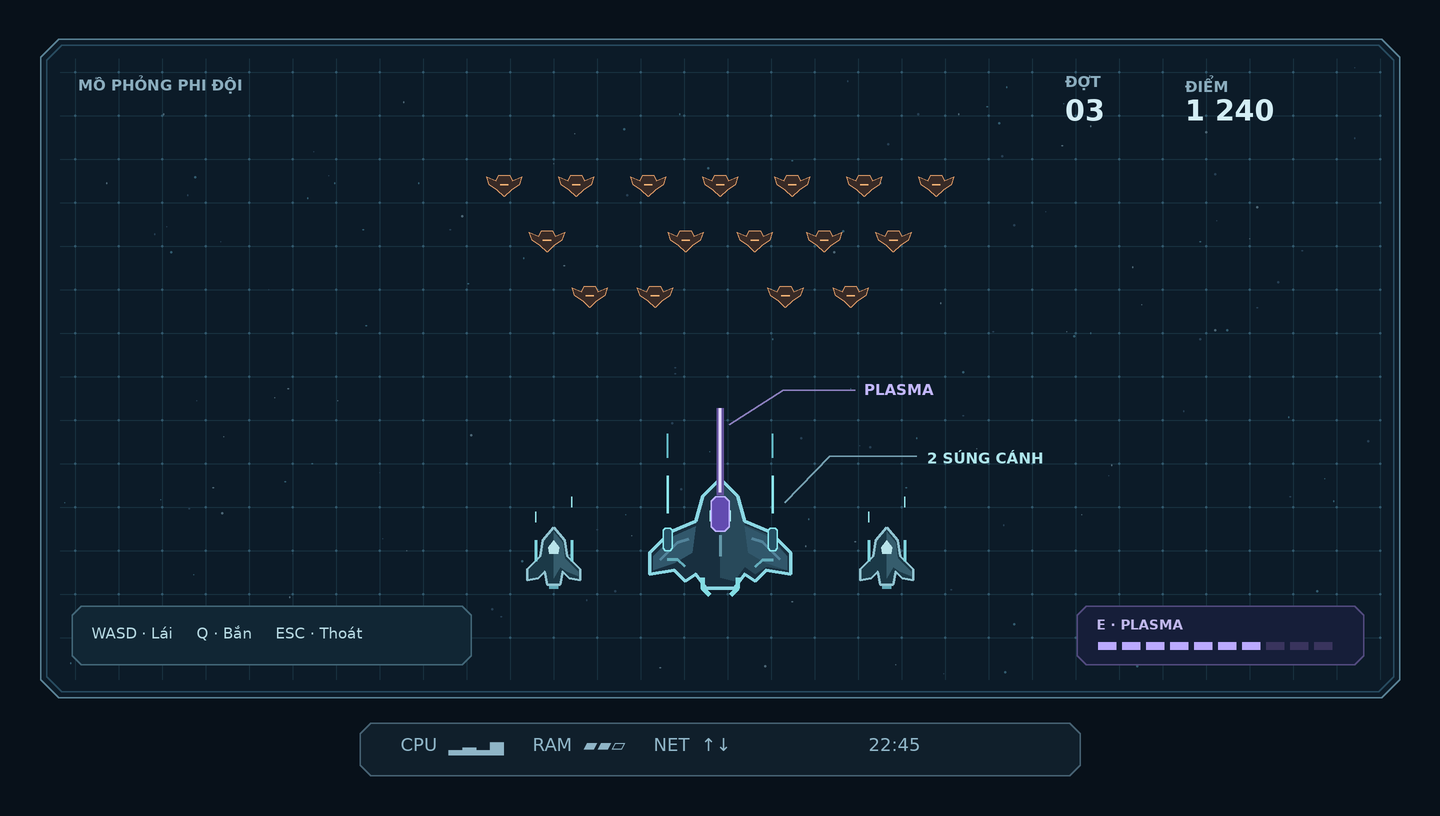 MÔ PHỎNG PHI ĐỘI
ĐỢT
03
ĐIỂM
1 240
PLASMA
2 SÚNG CÁNH
WASD · Lái Q · Bắn ESC · Thoát
E · PLASMA
CPU RAM NET ↑↓ 22:45